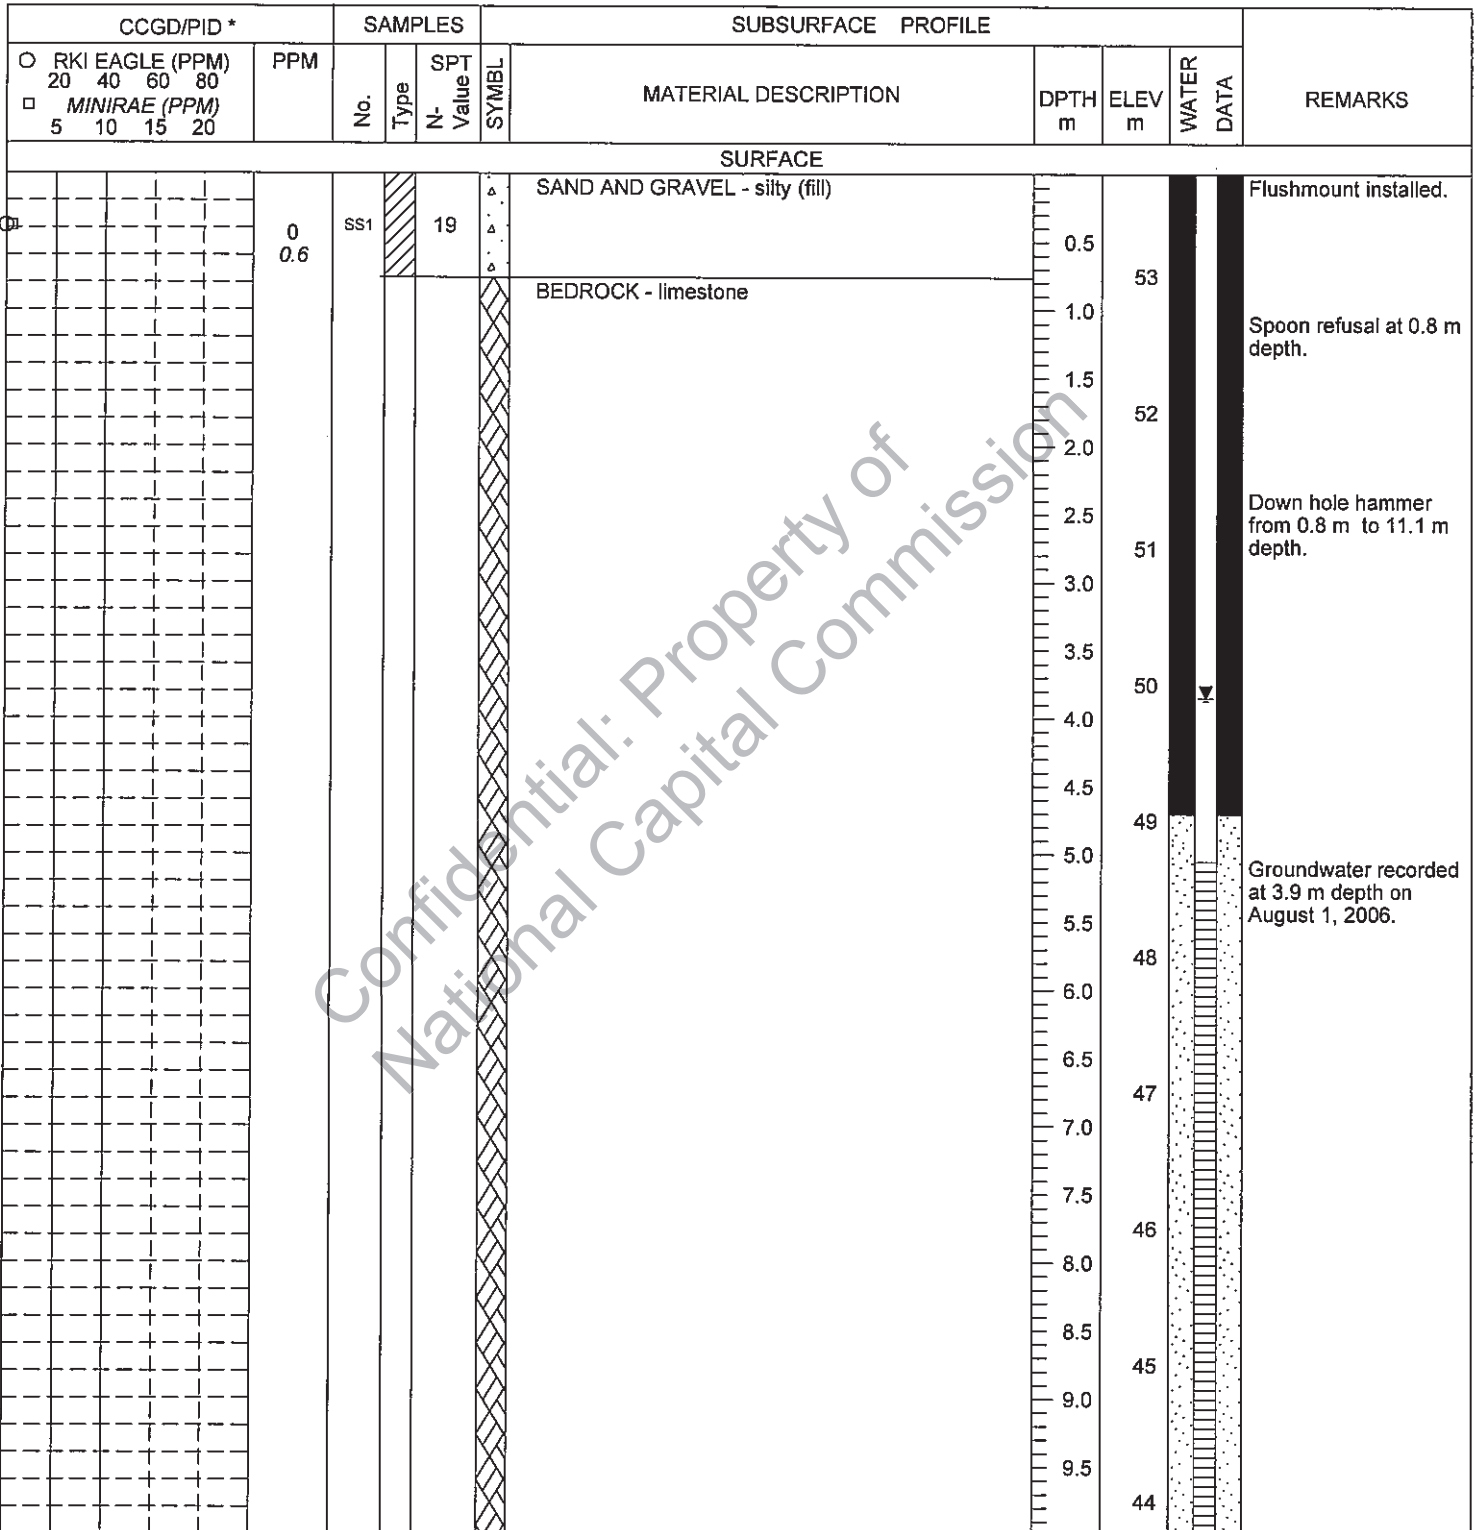 CCGD/PID *
SAMPLES
SUBSURFACE PROFILE
○ RKI EAGLE (PPM)
20 40 60 80
□ MINIRAE (PPM)
5 10 15 20
PPM
No.
Type
SPT
N-
Value
SYMBL
MATERIAL DESCRIPTION
DPTH
m
ELEV
m
WATER
DATA
REMARKS
SURFACE
SAND AND GRAVEL - silty (fill)
Flushmount installed.
0
0.6
SS1
19
0.5
53
BEDROCK - limestone
1.0
Spoon refusal at 0.8 m
depth.
1.5
52
2.0
2.5
Down hole hammer
from 0.8 m to 11.1 m
depth.
51
3.0
3.5
50
4.0
4.5
49
5.0
Groundwater recorded
at 3.9 m depth on
August 1, 2006.
5.5
48
6.0
6.5
47
7.0
7.5
46
8.0
8.5
45
9.0
9.5
44
Confidential: Property of
National Capital Commission